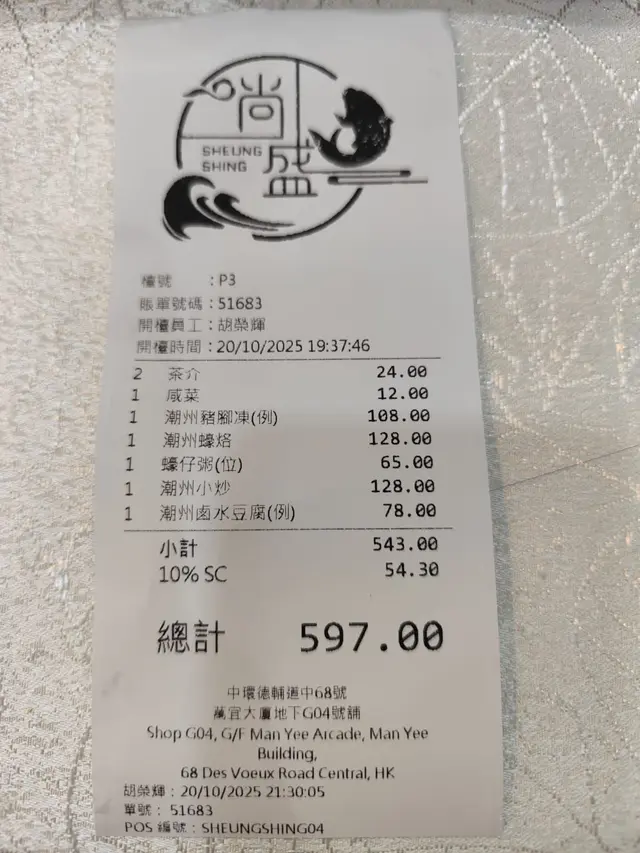 尚盛
SHEUNG
SHING
檯號 : P3
賬單號碼 : 51683
開檯員工 : 胡榮輝
開檯時間 : 20/10/2025 19:37:46
2 茶介 24.00
1 咸菜 12.00
1 潮州豬腳凍(例) 108.00
1 潮州蠔烙 128.00
1 蠔仔粥(位) 65.00
1 潮州小炒 128.00
1 潮州卤水豆腐(例) 78.00
小計 543.00
10% SC 54.30
總計 597.00
中環德輔道中68號
萬宜大廈地下G04號舖
Shop G04, G/F Man Yee Arcade, Man Yee
Building,
68 Des Voeux Road Central, HK
胡榮輝 : 20/10/2025 21:30:05
單號 : 51683
POS 編號 : SHEUNGSHING04